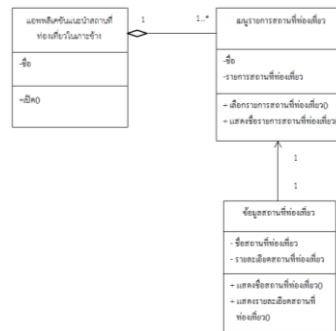 แอพพลิเคชันแนะนำสถานที่
ท่องเที่ยวในเกาะช้าง
-ชื่อ
+เปิด()
1
1..*
เมนูรายการสถานที่ท่องเที่ยว
-ชื่อ
-รายการสถานที่ท่องเที่ยว
+ เลือกรายการสถานที่ท่องเที่ยว()
+ แสดงชื่อรายการสถานที่ท่องเที่ยว
1
1
ข้อมูลสถานที่ท่องเที่ยว
- ชื่อสถานที่ท่องเที่ยว
- รายละเอียดสถานที่ท่องเที่ยว
+ แสดงชื่อสถานที่ท่องเที่ยว()
+ แสดงรายละเอียดสถานที่
ท่องเที่ยว()